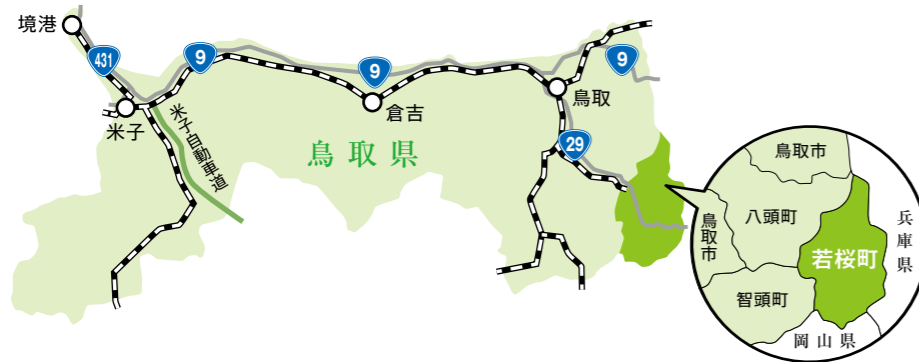 境港
431
9
9
9
米子
倉吉
鳥取
米子自動車道
鳥取県
29
鳥取市
八頭町
鳥取市
若桜町
兵庫県
智頭町
岡山県